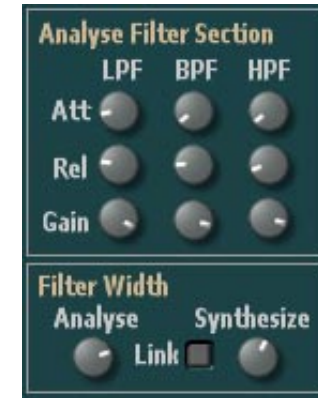 Analyse Filter Section
LPF BPF HPF
Att
Rel
Gain
Filter Width
Analyse Synthesize
Link